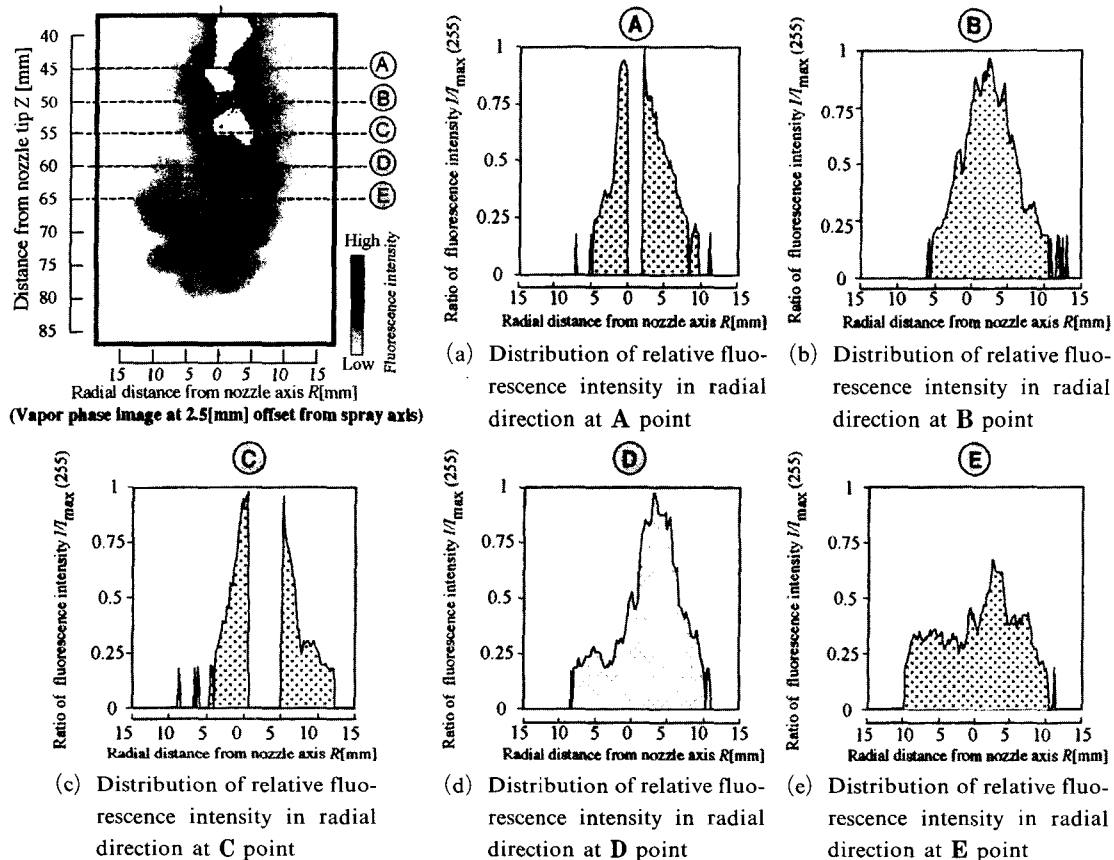 Distance from nozzle tip Z [mm]
40
45
50
55
60
65
70
75
80
85
A
B
C
D
E
High
Low
Fluorescence intensity
15 10 5 0 5 10 15
Radial distance from nozzle axis R[mm]
(Vapor phase image at 2.5[mm] offset from spray axis)
A
Ratio of fluorescence intensity I/Imax (255)
1
0.75
0.5
0.25
0
15 10 5 0 5 10 15
Radial distance from nozzle axis R[mm]
(a) Distribution of relative fluo-
rescence intensity in radial
direction at A point
B
Ratio of fluorescence intensity I/Imax (255)
1
0.75
0.5
0.25
0
15 10 5 0 5 10 15
Radial distance from nozzle axis R[mm]
(b) Distribution of relative fluo-
rescence intensity in radial
direction at B point
C
Ratio of fluorescence intensity I/Imax (255)
1
0.75
0.5
0.25
0
15 10 5 0 5 10 15
Radial distance from nozzle axis R[mm]
(c) Distribution of relative fluo-
rescence intensity in radial
direction at C point
D
Ratio of fluorescence intensity I/Imax (255)
1
0.75
0.5
0.25
0
15 10 5 0 5 10 15
Radial distance from nozzle axis R[mm]
(d) Distribution of relative fluo-
rescence intensity in radial
direction at D point
E
Ratio of fluorescence intensity I/Imax (255)
1
0.75
0.5
0.25
0
15 10 5 0 5 10 15
Radial distance from nozzle axis R[mm]
(e) Distribution of relative fluo-
rescence intensity in radial
direction at E point